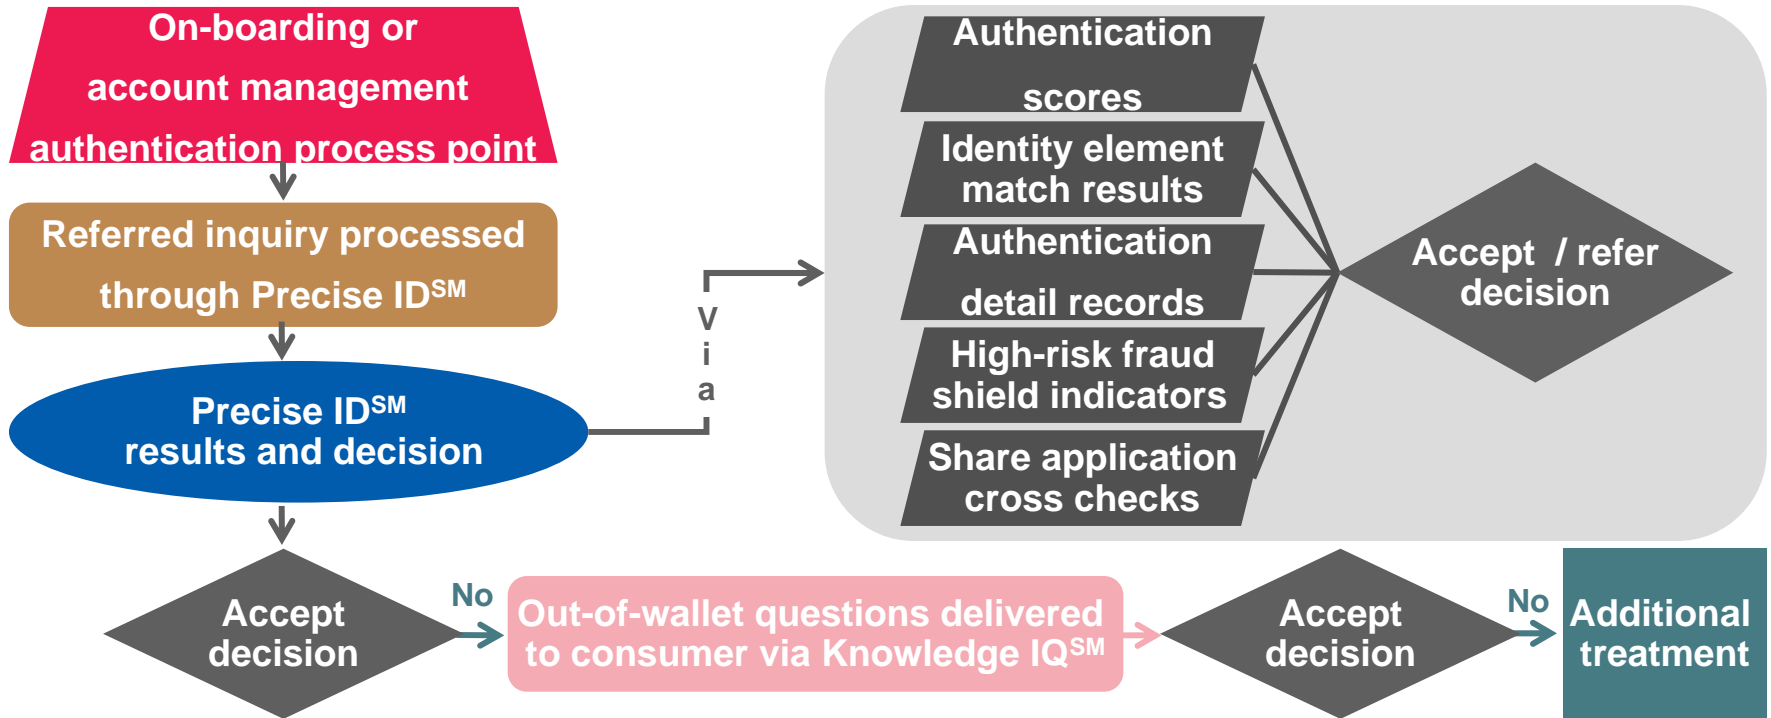 On-boarding or
account management
authentication process point
Referred inquiry processed
through Precise IDSM
Precise IDSM
results and decision
V
i
a
Authentication
scores
Identity element
match results
Authentication
detail records
High-risk fraud
shield indicators
Share application
cross checks
Accept / refer
decision
Accept
decision
No
Out-of-wallet questions delivered
to consumer via Knowledge IQSM
Accept
decision
No
Additional
treatment